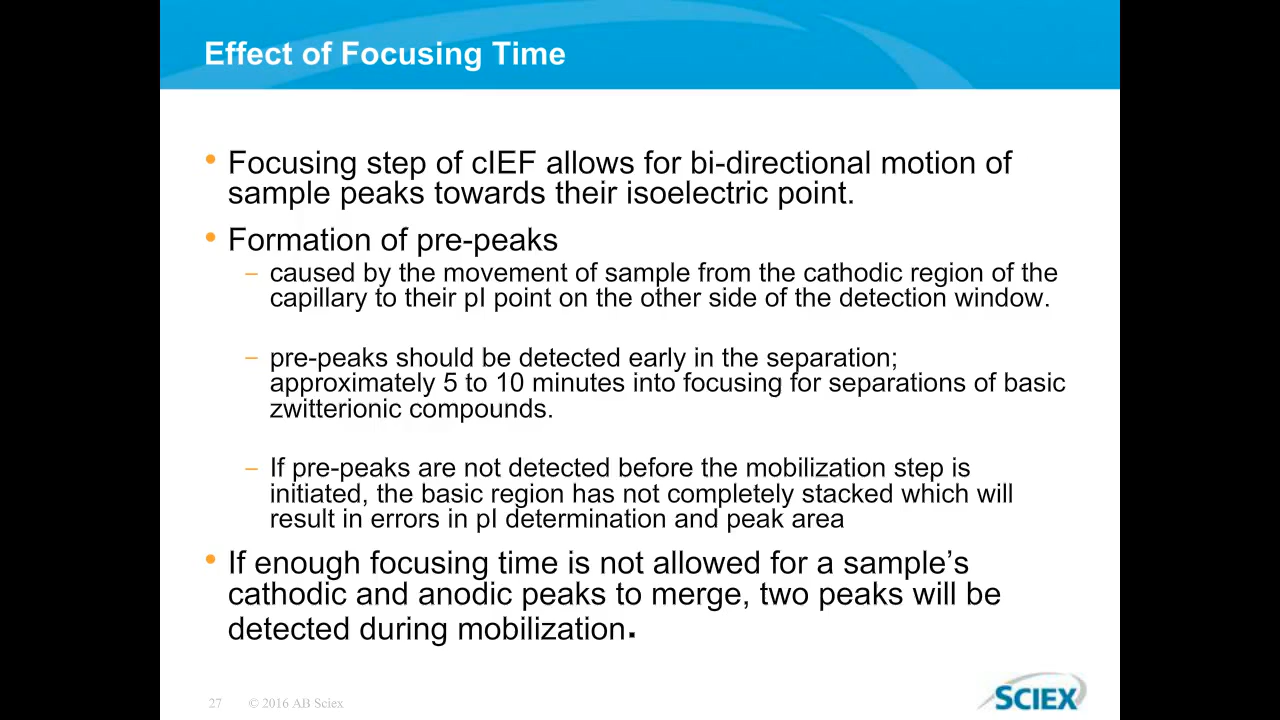 Effect of Focusing Time
• Focusing step of cIEF allows for bi-directional motion of
sample peaks towards their isoelectric point.
• Formation of pre-peaks
– caused by the movement of sample from the cathodic region of the
capillary to their pI point on the other side of the detection window.
– pre-peaks should be detected early in the separation;
approximately 5 to 10 minutes into focusing for separations of basic
zwitterionic compounds.
– If pre-peaks are not detected before the mobilization step is
initiated, the basic region has not completely stacked which will
result in errors in pI determination and peak area
• If enough focusing time is not allowed for a sample’s
cathodic and anodic peaks to merge, two peaks will be
detected during mobilization.
27 © 2016 AB Sciex
SCIEX